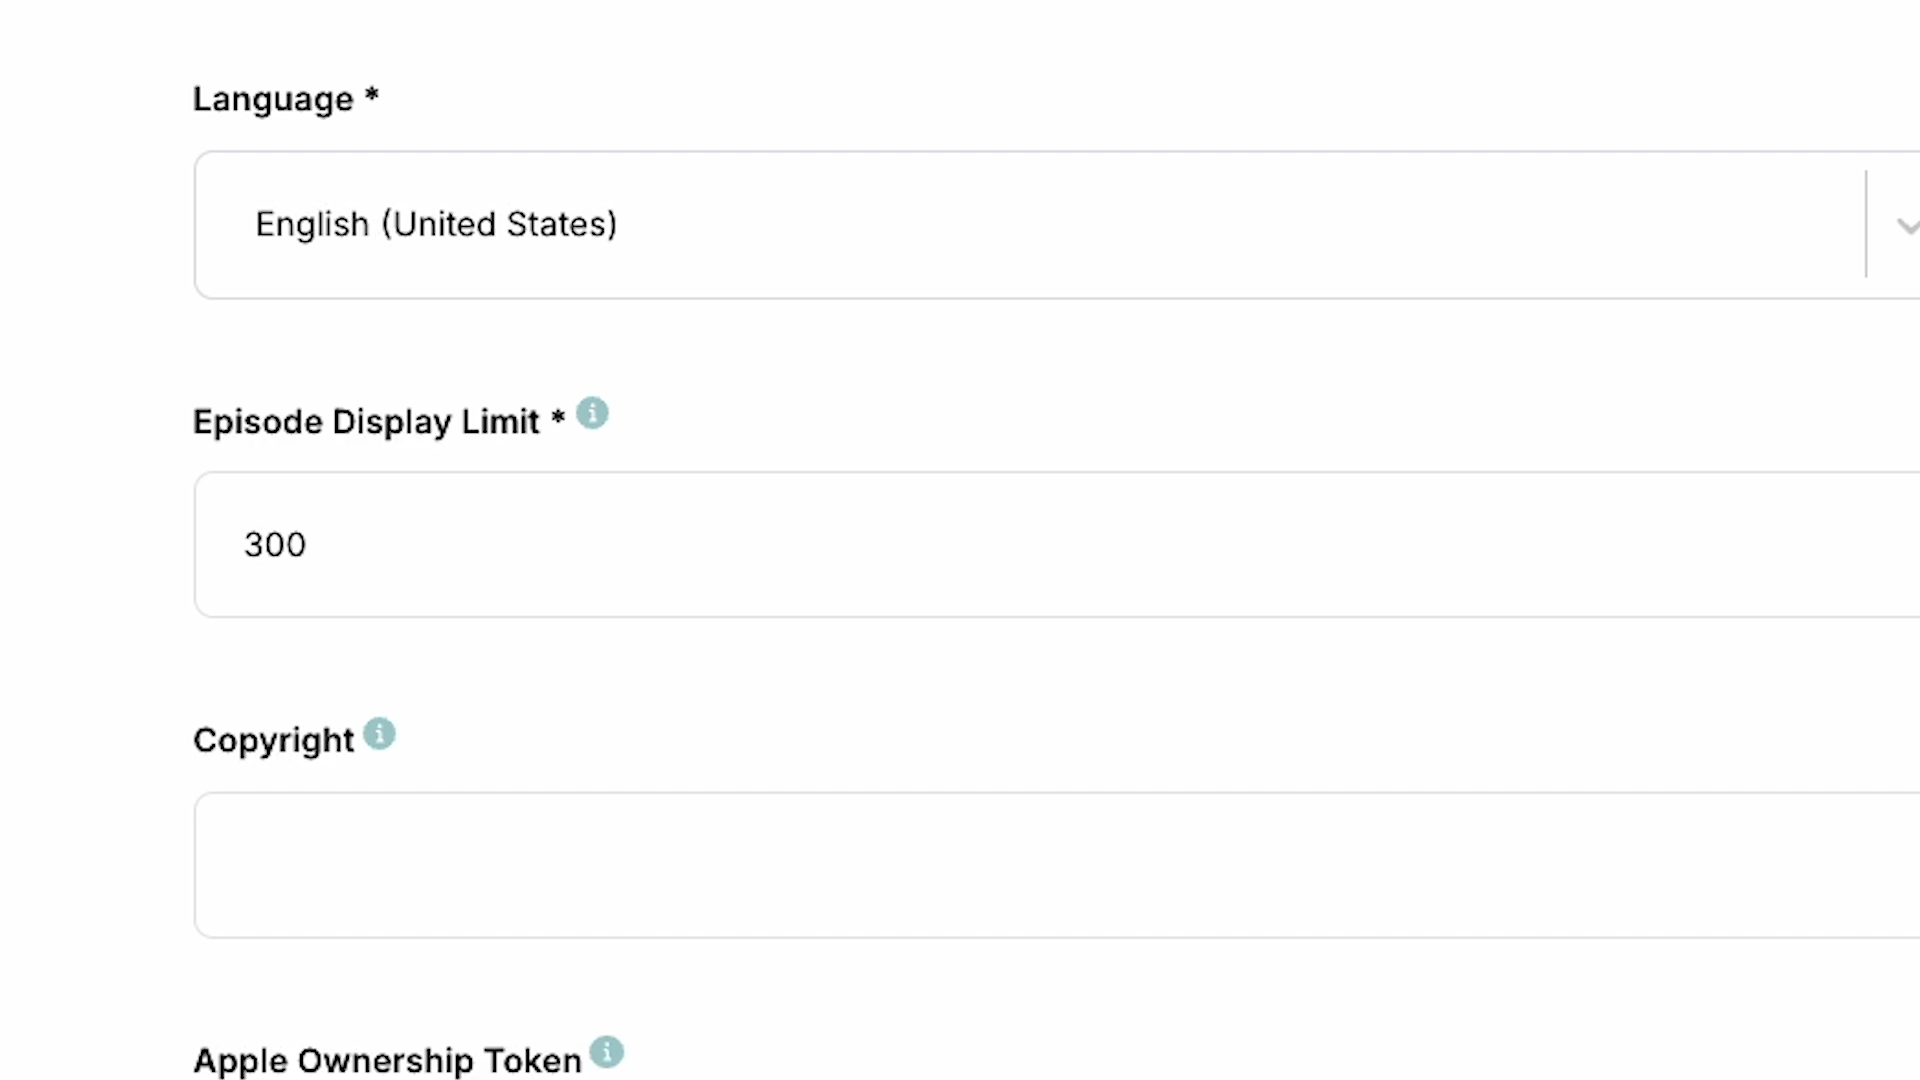 Language *
English (United States)
Episode Display Limit *
300
Copyright
Apple Ownership Token